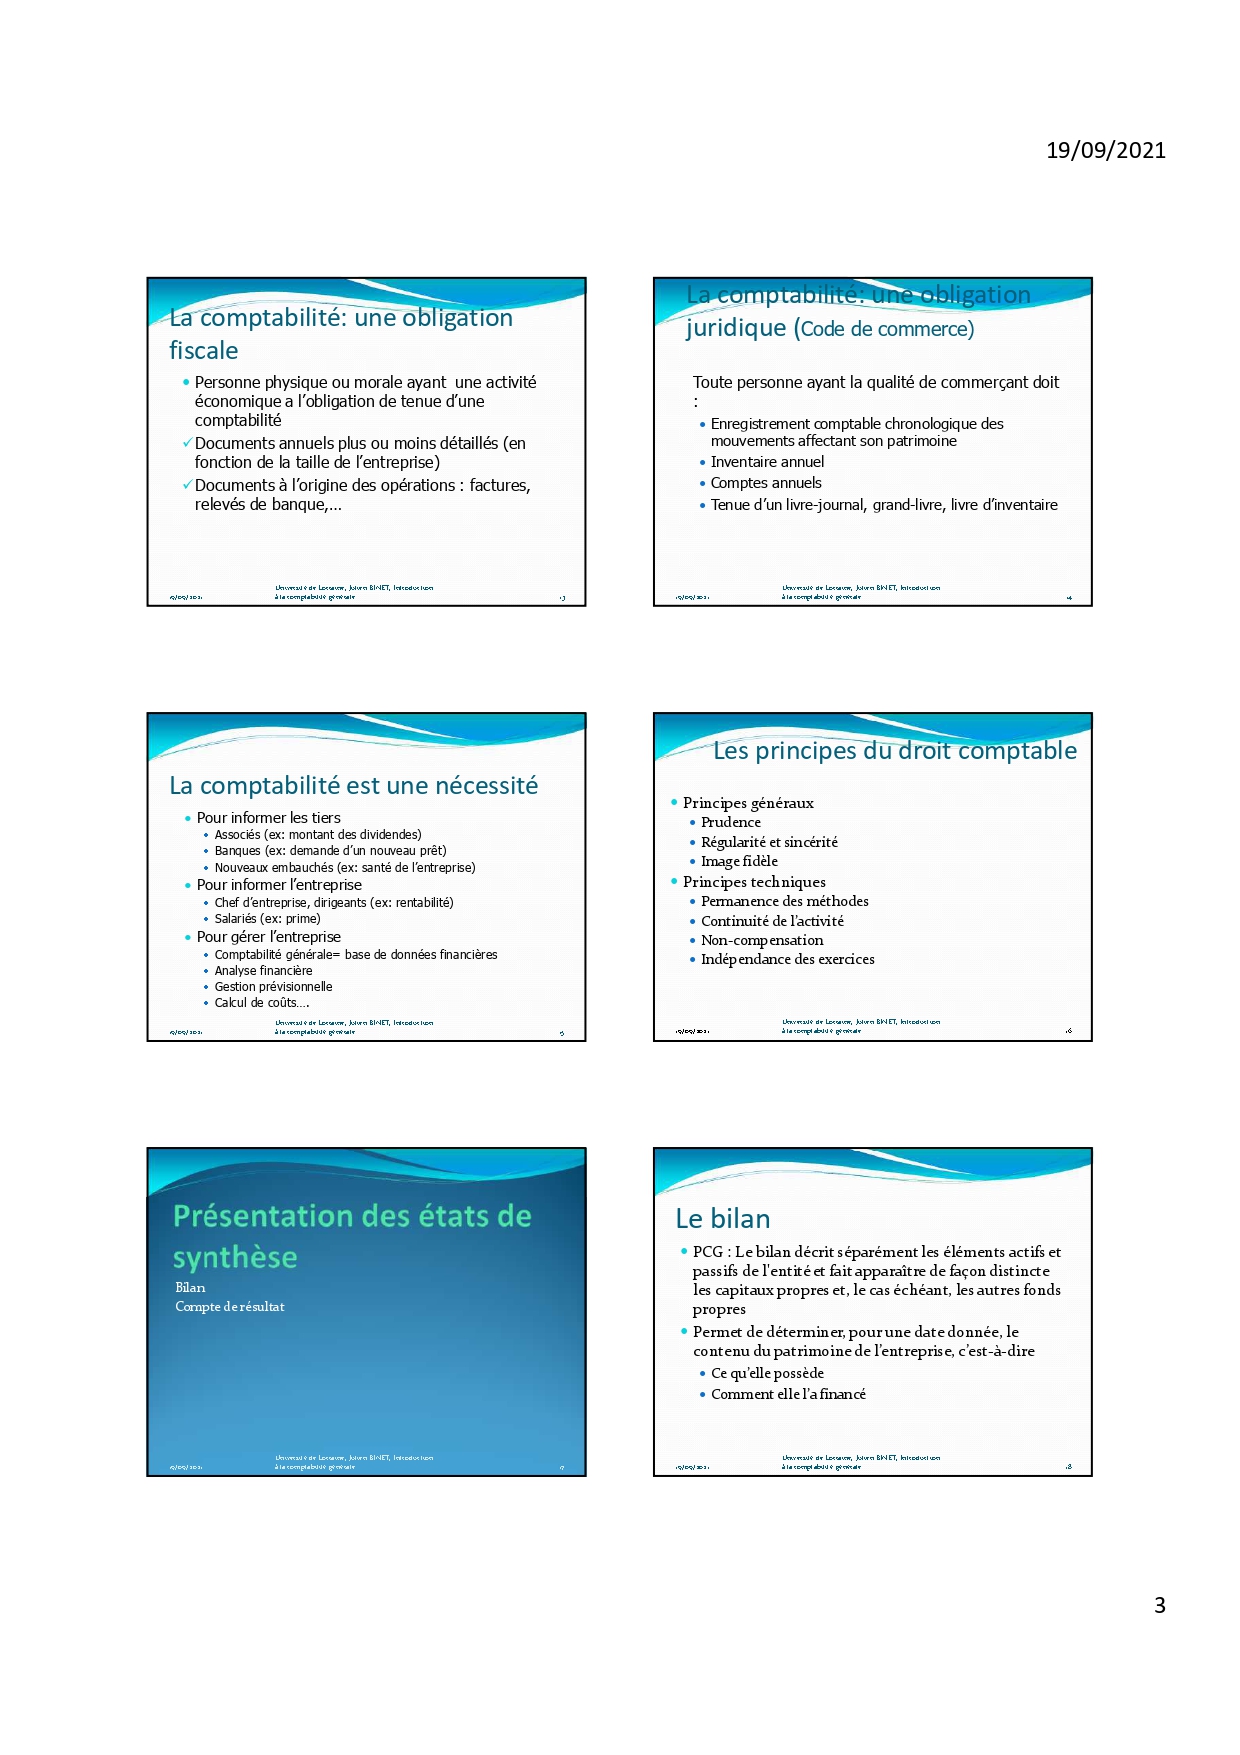 19/09/2021
La comptabilité: une obligation
fiscale
Personne physique ou morale ayant une activité
économique a l’obligation de tenue d’une
comptabilité
Documents annuels plus ou moins détaillés (en
fonction de la taille de l’entreprise)
Documents à l’origine des opérations : factures,
relevés de banque,...
Université de Lorraine, Julien BINET, Introduction
à la comptabilité générale
19/09/2021
13
La comptabilité: une obligation
juridique (Code de commerce)
Toute personne ayant la qualité de commerçant doit
:
Enregistrement comptable chronologique des
mouvements affectant son patrimoine
Inventaire annuel
Comptes annuels
Tenue d’un livre-journal, grand-livre, livre d’inventaire
Université de Lorraine, Julien BINET, Introduction
à la comptabilité générale
19/09/2021
14
La comptabilité est une nécessité
Pour informer les tiers
Associés (ex: montant des dividendes)
Banques (ex: demande d’un nouveau prêt)
Nouveaux embauchés (ex: santé de l’entreprise)
Pour informer l’entreprise
Chef d’entreprise, dirigeants (ex: rentabilité)
Salariés (ex: prime)
Pour gérer l’entreprise
Comptabilité générale= base de données financières
Analyse financière
Gestion prévisionnelle
Calcul de coûts….
Université de Lorraine, Julien BINET, Introduction
à la comptabilité générale
19/09/2021
15
Les principes du droit comptable
Principes généraux
Prudence
Régularité et sincérité
Image fidèle
Principes techniques
Permanence des méthodes
Continuité de l’activité
Non-compensation
Indépendance des exercices
Université de Lorraine, Julien BINET, Introduction
à la comptabilité générale
19/09/2021
16
Présentation des états de
synthèse
Bilan
Compte de résultat
Université de Lorraine, Julien BINET, Introduction
à la comptabilité générale
19/09/2021
17
Le bilan
PCG : Le bilan décrit séparément les éléments actifs et
passifs de l'entité et fait apparaître de façon distincte
les capitaux propres et, le cas échéant, les autres fonds
propres
Permet de déterminer, pour une date donnée, le
contenu du patrimoine de l’entreprise, c’est-à-dire
Ce qu’elle possède
Comment elle l’a financé
Université de Lorraine, Julien BINET, Introduction
à la comptabilité générale
19/09/2021
18
3